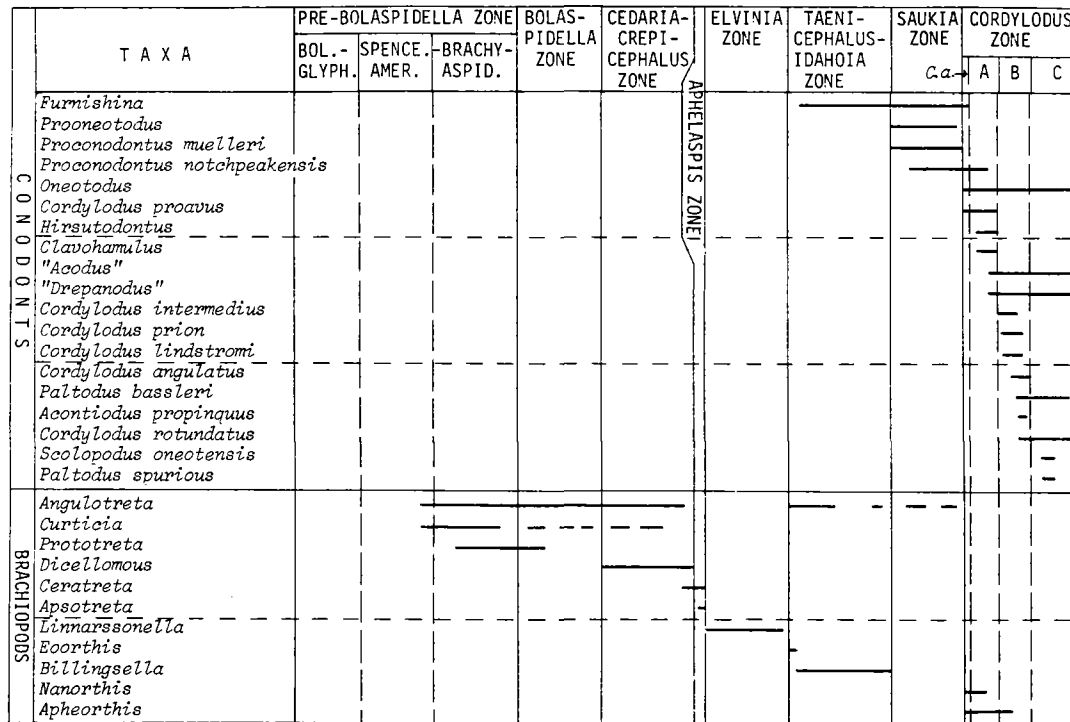 TAXA
PRE-BOLASPIDELLA ZONE
BOL.-
GLYPH.
SPENCE.-
AMER.
BRACHY-
ASPID.
BOLAS-
PIDELLA
ZONE
CEDARIA-
CREPI-
CEPHALUS
ZONE
APHELASPIS ZONE
ELVINIA
ZONE
TAENI-
CEPHALUS-
IDAHOIA
ZONE
SAUKIA
ZONE
C.a.→
CORDYLODUS
ZONE
A B C
CONODONTS
Furnishina
Prooneotodus
Proconodontus muelleri
Proconodontus notchpeakensis
Oneotodus
Cordylodus proavus
Hirsutodontus
Clavohamulus
"Acodus"
"Drepanodus"
Cordylodus intermedius
Cordylodus prion
Cordylodus lindstromi
Cordylodus angulatus
Paltodus bassleri
Acontiodus propinquus
Cordylodus rotundatus
Scolopodus oneotensis
Paltodus spurious
BRACHIOPODS
Angulotreta
Curticia
Prototreta
Dicellomous
Ceratreta
Apsotreta
Linnarssonella
Eoorthis
Billingsella
Nanorthis
Apheorthis